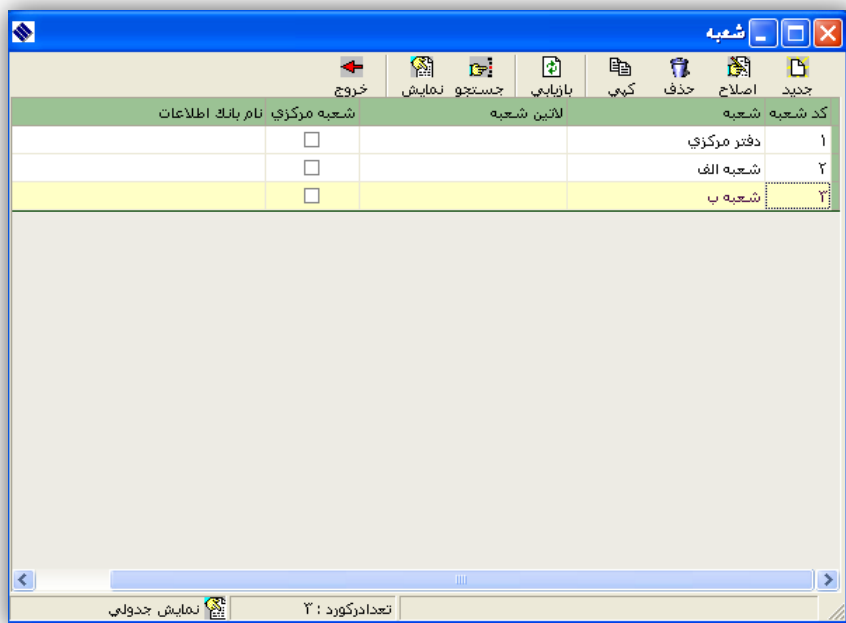 شعبه
جديد اصلاح حذف كپي بازيابي جستجو نمايش خروج
كد شعبه شعبه لاتين شعبه شعبه مركزي نام بانك اطلاعات
۱ دفتر مركزي
۲ شعبه الف
۳ شعبه ب
تعدادركورد : ۳ نمايش جدولي